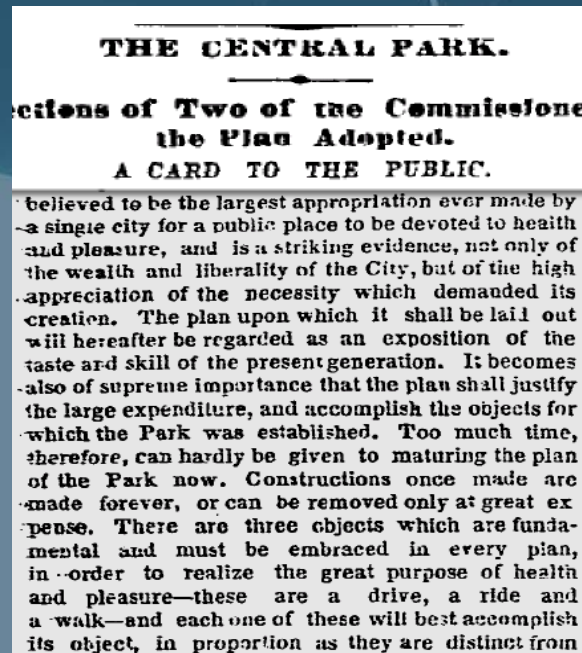 THE CENTRAL PARK.
ections of Two of the Commissione
the Plan Adopted.
A CARD TO THE PUBLIC.
believed to be the largest appropriation ever made by
a single city for a public place to be devoted to health
and pleasure, and is a striking evidence, not only of
the wealth and liberality of the City, but of the high
appreciation of the necessity which demanded its
creation. The plan upon which it shall be laid out
will hereafter be regarded as an exposition of the
taste and skill of the present generation. It becomes
also of supreme importance that the plan shall justify
the large expenditure, and accomplish the objects for
which the Park was established. Too much time,
therefore, can hardly be given to maturing the plan
of the Park now. Constructions once made are
made forever, or can be removed only at great ex
pense. There are three objects which are funda-
mental and must be embraced in every plan,
in order to realize the great purpose of health
and pleasure—these are a drive, a ride and
a walk—and each one of these will best accomplish
its object, in proportion as they are distinct from